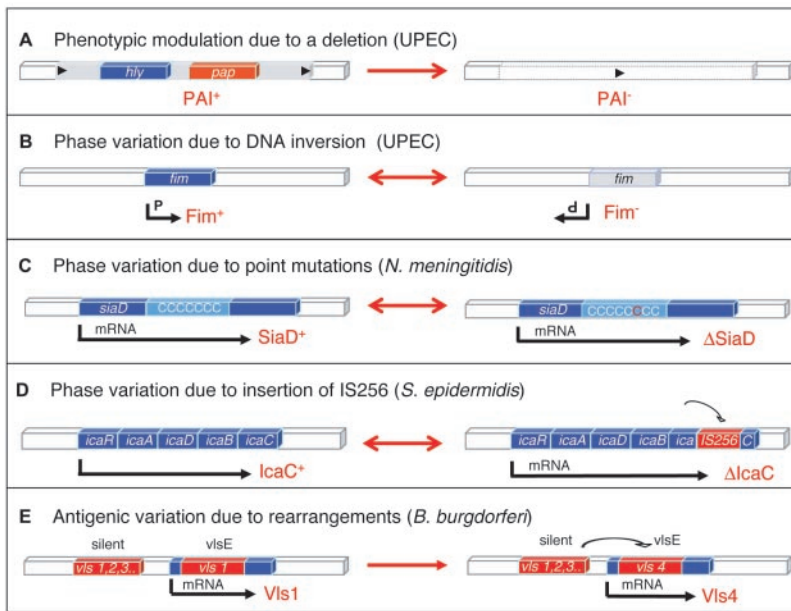 A Phenotypic modulation due to a deletion (UPEC)
hly pap
PAI⁺ PAI⁻
B Phase variation due to DNA inversion (UPEC)
fim fim
P Fim⁺ P Fim⁻
C Phase variation due to point mutations (N. meningitidis)
siaD CCCCCCC siaD CCCCCCCC
mRNA SiaD⁺ mRNA ΔSiaD
D Phase variation due to insertion of IS256 (S. epidermidis)
icaR icaA icaD icaB icaC icaR icaA icaD icaB ica IS256 C
IcaC⁺ mRNA ΔIcaC
E Antigenic variation due to rearrangements (B. burgdorferi)
silent vlsE silent vlsE
vls 1,2,3.. vls 1 vls 1,2,3.. vls 4
mRNA Vls1 mRNA Vls4